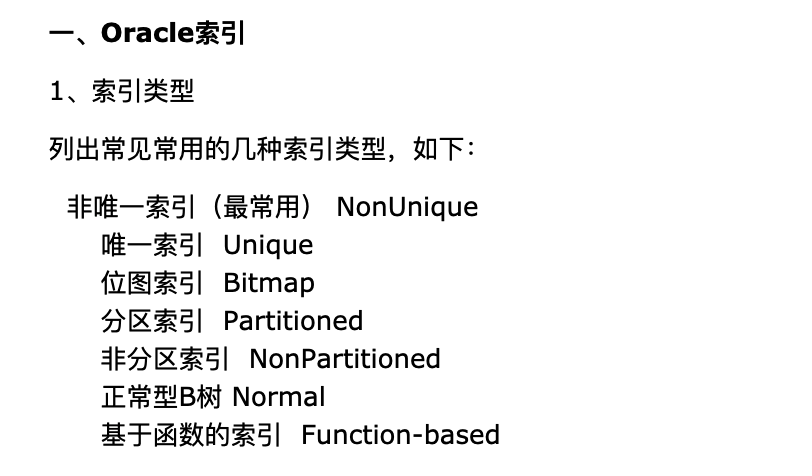 一、Oracle索引
1、索引类型
列出常见常用的几种索引类型，如下：
非唯一索引（最常用） NonUnique
唯一索引 Unique
位图索引 Bitmap
分区索引 Partitioned
非分区索引 NonPartitioned
正常型B树 Normal
基于函数的索引 Function-based